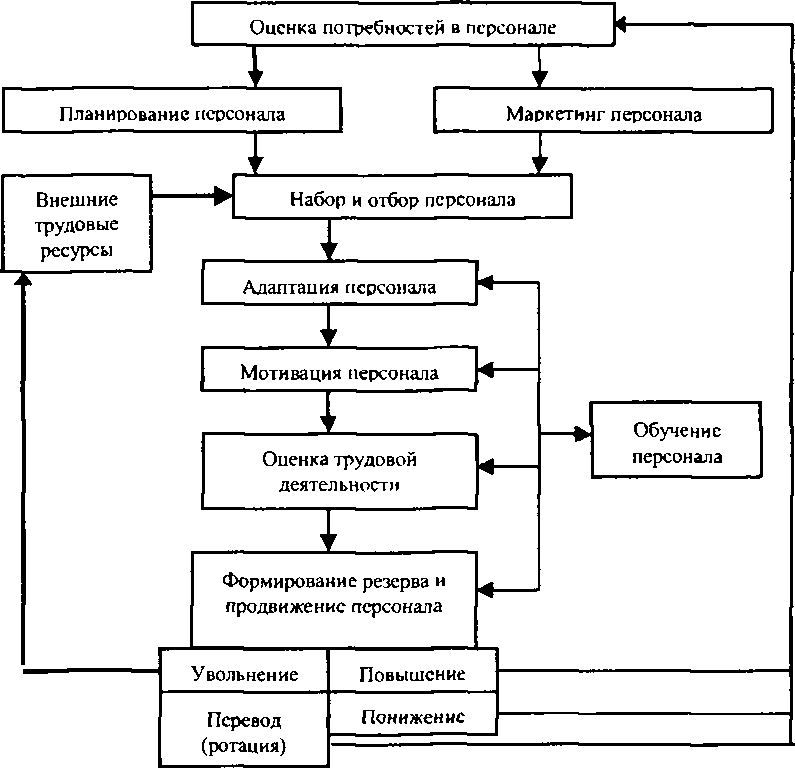 Оценка потребностей в персонале
Планирование персонала
Маркетинг персонала
Внешние
трудовые
ресурсы
Набор и отбор персонала
Адаптация персонала
Мотивация персонала
Оценка трудовой
деятельности
Обучение
персонала
Формирование резерва и
продвижение персонала
Увольнение
Повышение
Перевод
(ротация)
Понижение